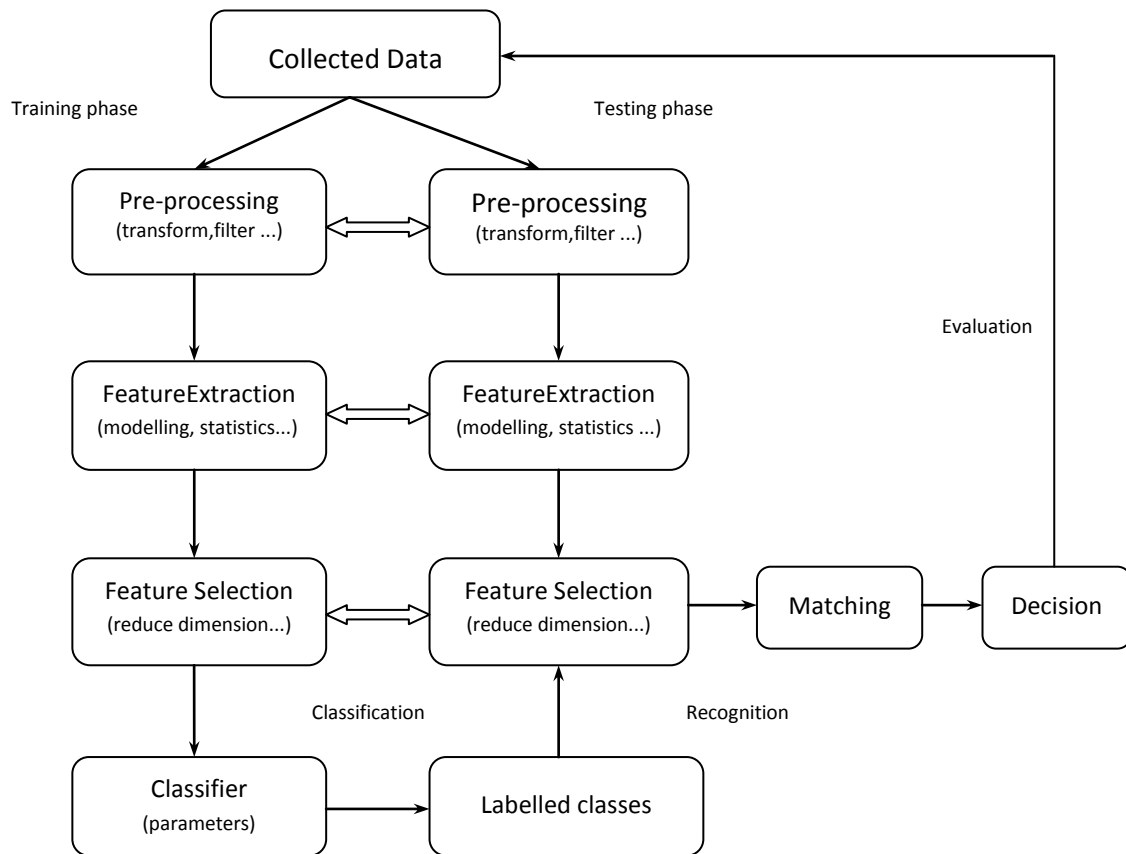 Collected Data
Training phase
Testing phase
Pre-processing
(transform,filter ...)
Pre-processing
(transform,filter ...)
Evaluation
FeatureExtraction
(modelling, statistics...)
FeatureExtraction
(modelling, statistics ...)
Feature Selection
(reduce dimension...)
Feature Selection
(reduce dimension...)
Matching
Decision
Classification
Recognition
Classifier
(parameters)
Labelled classes